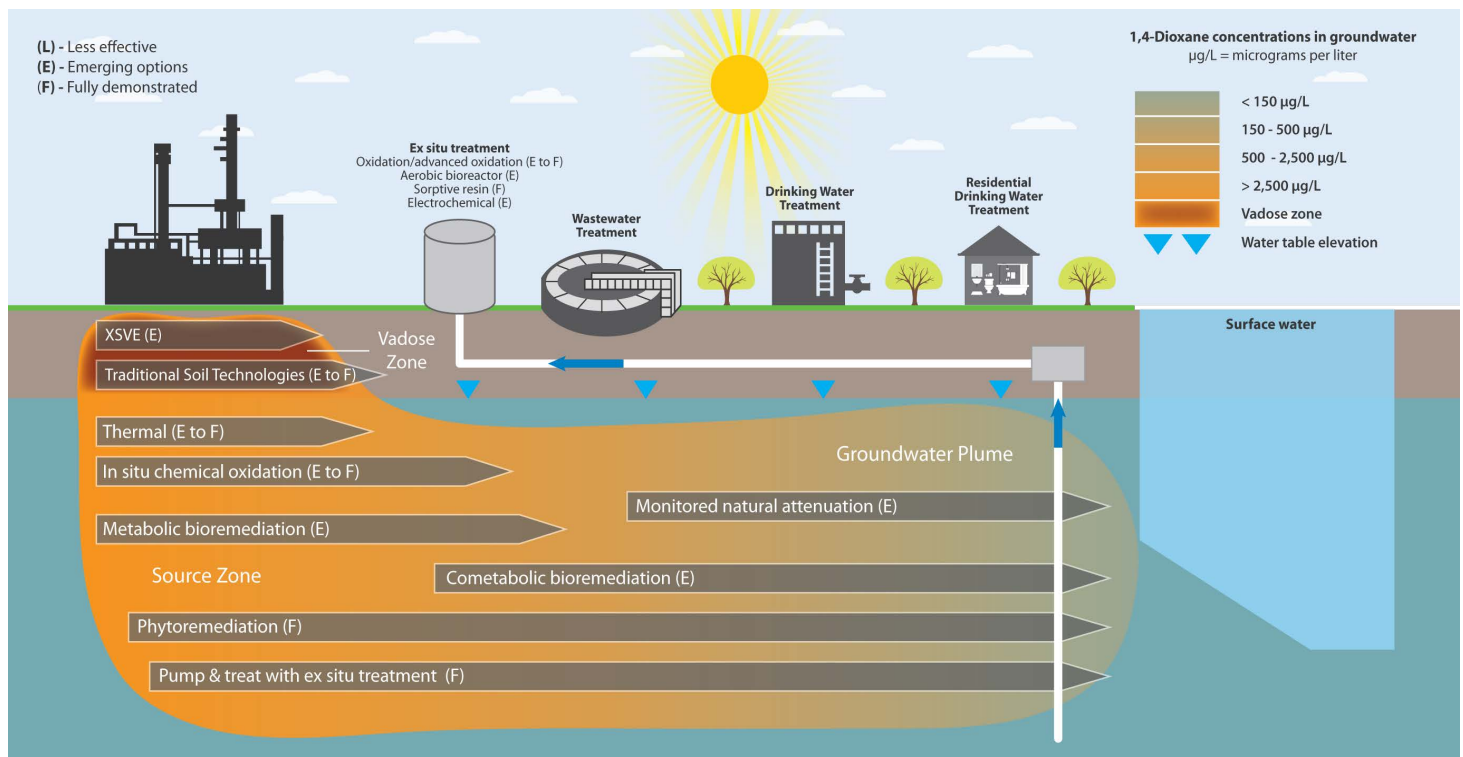 (L) - Less effective
(E) - Emerging options
(F) - Fully demonstrated
1,4-Dioxane concentrations in groundwater
µg/L = micrograms per liter
< 150 µg/L
150 - 500 µg/L
500 - 2,500 µg/L
> 2,500 µg/L
Vadose zone
Water table elevation
Ex situ treatment
Oxidation/advanced oxidation (E to F)
Aerobic bioreactor (E)
Sorptive resin (F)
Electrochemical (E)
Wastewater
Treatment
Drinking Water
Treatment
Residential
Drinking Water
Treatment
XSVE (E)
Vadose
Zone
Traditional Soil Technologies (E to F)
Surface water
Thermal (E to F)
In situ chemical oxidation (E to F)
Groundwater Plume
Monitored natural attenuation (E)
Metabolic bioremediation (E)
Source Zone
Cometabolic bioremediation (E)
Phytoremediation (F)
Pump & treat with ex situ treatment (F)